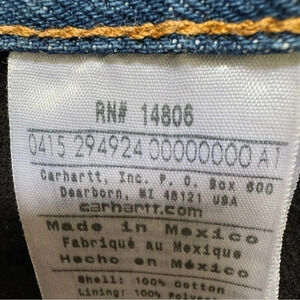 RN# 14806
0415 294924 00000000 A1
Carhartt, Inc. P. O. Box 600
Dearborn, MI 48121 USA
carhartt.com
Made in Mexico
Fabriqué au Mexique
Hecho en México
Shell: 100% Cotton
Lining: 100%